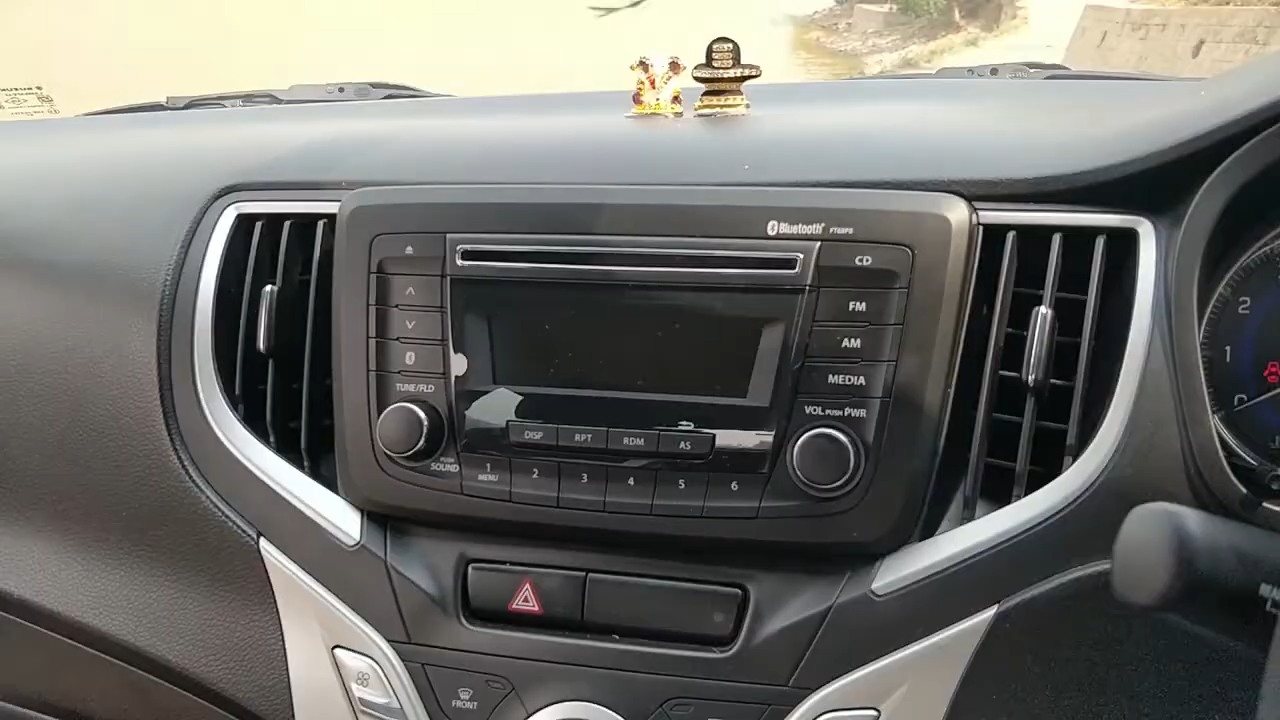 Bluetooth
CD
FM
AM
MEDIA
TUNE/FLD
VOL PUSH PWR
PUSH
SOUND
DISP
RPT
RDM
AS
1
MENU
2
3
4
5
6
FRONT
2
1
0